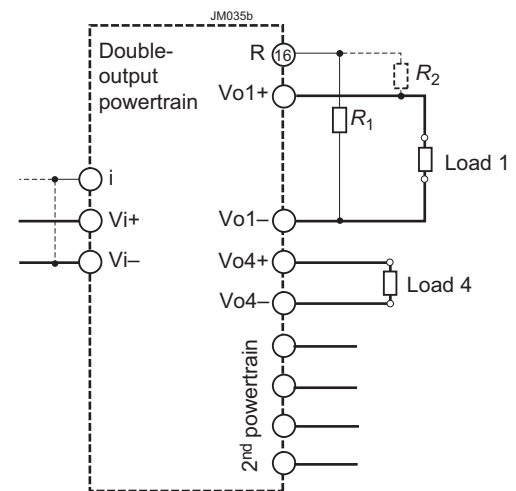 JM035b
Double-
output
powertrain
R 16
R2
Vo1+
R1
Load 1
i
Vi+
Vo1–
Vi–
Vo4+
Load 4
Vo4–
2nd powertrain